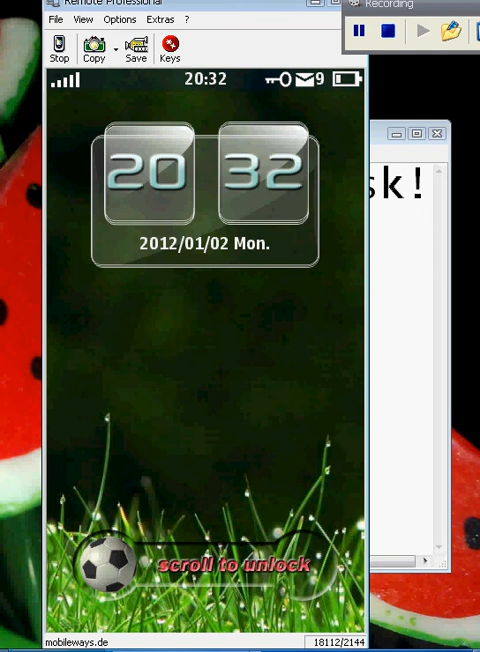 Remote Professional
Recording
File View Options Extras ?
Stop Copy Save Keys
20:32 9
sk!
20 32
2012/01/02 Mon.
scroll to unlock
mobileways.de 18112/2144